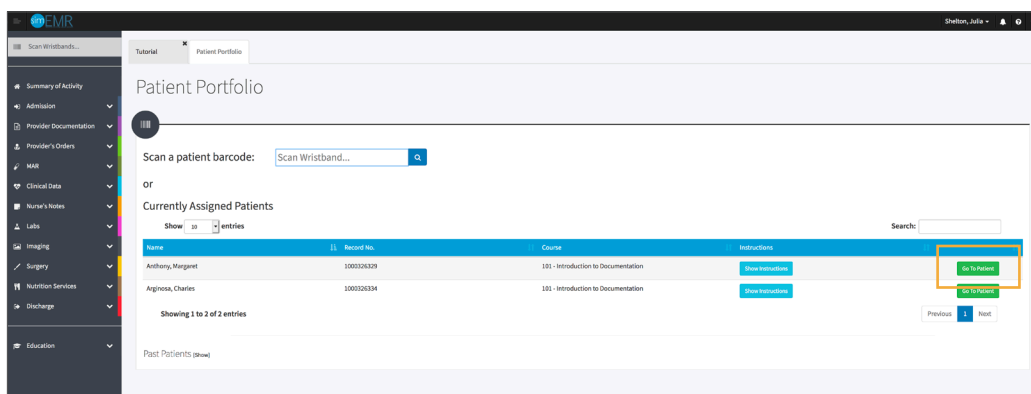 simEMR
Shelton, Julia
Scan Wristbands...
Tutorial
Patient Portfolio
Summary of Activity
Admission
Provider Documentation
Provider's Orders
MAR
Clinical Data
Nurse's Notes
Labs
Imaging
Surgery
Nutrition Services
Discharge
Education
Patient Portfolio
Scan a patient barcode: Scan Wristband...
or
Currently Assigned Patients
Show 10 entries Search:
Name Record No. Course Instructions
Anthony, Margaret 1000326329 101 - Introduction to Documentation Show Instructions Go To Patient
Arginosa, Charles 1000326334 101 - Introduction to Documentation Show Instructions Go To Patient
Showing 1 to 2 of 2 entries Previous 1 Next
Past Patients (Show)